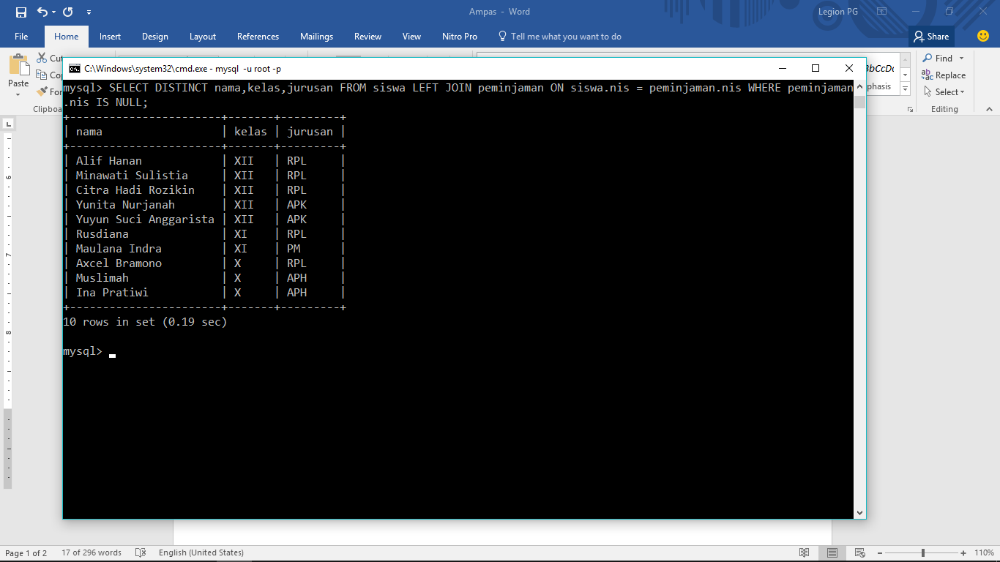 Ampas - Word
Legion PG
File Home Insert Design Layout References Mailings Review View Nitro Pro Tell me what you want to do Share
Paste
Clipboa
C:\Windows\system32\cmd.exe - mysql -u root -p
mysql> SELECT DISTINCT nama,kelas,jurusan FROM siswa LEFT JOIN peminjaman ON siswa.nis = peminjaman.nis WHERE peminjaman
.nis IS NULL;
+-----------------------+-------+---------+
| nama | kelas | jurusan |
+-----------------------+-------+---------+
| Alif Hanan | XII | RPL |
| Minawati Sulistia | XII | RPL |
| Citra Hadi Rozikin | XII | RPL |
| Yunita Nurjanah | XII | APK |
| Yuyun Suci Anggarista | XII | APK |
| Rusdiana | XI | RPL |
| Maulana Indra | XI | PM |
| Axcel Bramono | X | RPL |
| Muslimah | X | APH |
| Ina Pratiwi | X | APH |
+-----------------------+-------+---------+
10 rows in set (0.19 sec)
mysql>
Find
Replace
Select
Editing
phasis
6
7
8
Page 1 of 2 17 of 296 words English (United States) 110%